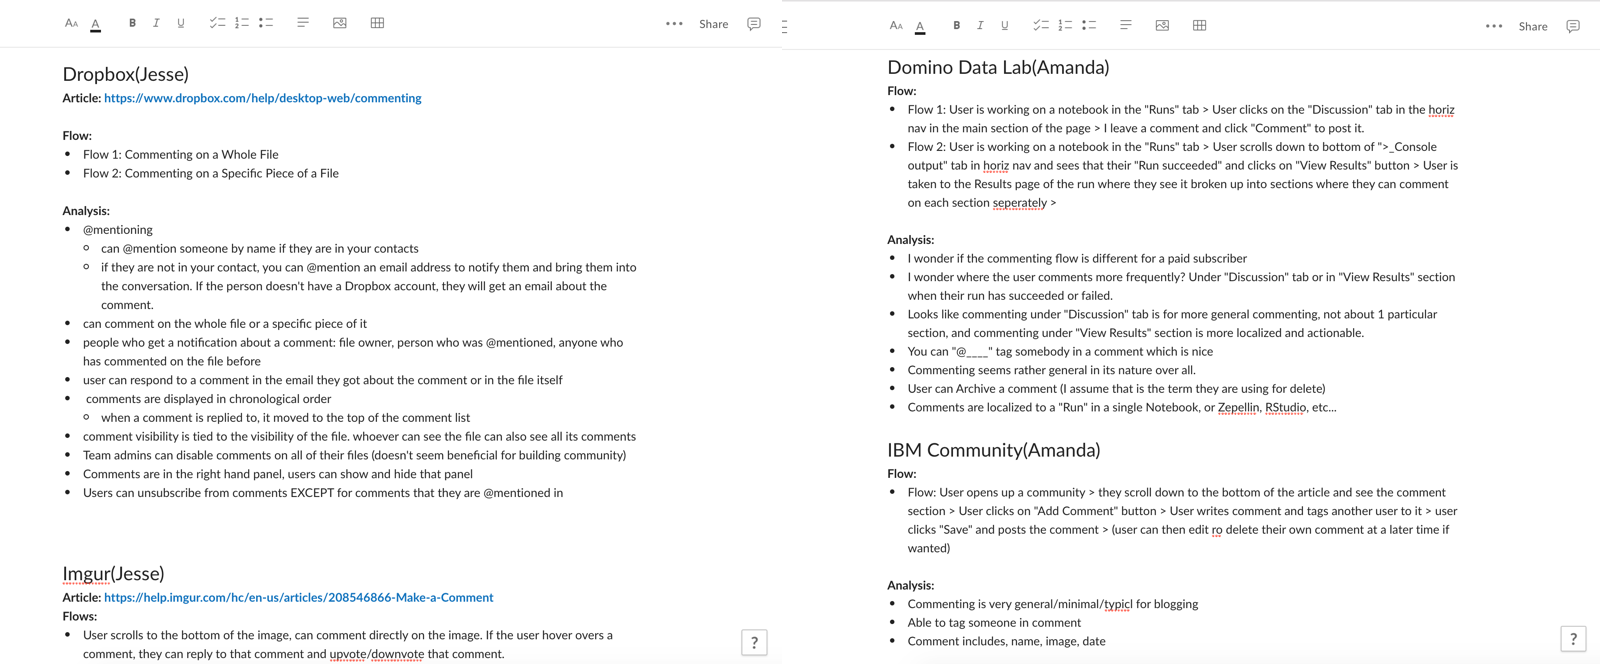 AA A B I U ••• Share
Dropbox(Jesse)
Article: https://www.dropbox.com/help/desktop-web/commenting
Flow:
• Flow 1: Commenting on a Whole File
• Flow 2: Commenting on a Specific Piece of a File
Analysis:
• @mentioning
○ can @mention someone by name if they are in your contacts
○ if they are not in your contact, you can @mention an email address to notify them and bring them into
the conversation. If the person doesn't have a Dropbox account, they will get an email about the
comment.
• can comment on the whole file or a specific piece of it
• people who get a notification about a comment: file owner, person who was @mentioned, anyone who
has commented on the file before
• user can respond to a comment in the email they got about the comment or in the file itself
• comments are displayed in chronological order
○ when a comment is replied to, it moved to the top of the comment list
• comment visibility is tied to the visibility of the file. whoever can see the file can also see all its comments
• Team admins can disable comments on all of their files (doesn't seem beneficial for building community)
• Comments are in the right hand panel, users can show and hide that panel
• Users can unsubscribe from comments EXCEPT for comments that they are @mentioned in
Imgur(Jesse)
Article: https://help.imgur.com/hc/en-us/articles/208546866-Make-a-Comment
Flows:
• User scrolls to the bottom of the image, can comment directly on the image. If the user hover overs a
comment, they can reply to that comment and upvote/downvote that comment.
?
AA A B I U ••• Share
Domino Data Lab(Amanda)
Flow:
• Flow 1: User is working on a notebook in the "Runs" tab > User clicks on the "Discussion" tab in the horiz
nav in the main section of the page > I leave a comment and click "Comment" to post it.
• Flow 2: User is working on a notebook in the "Runs" tab > User scrolls down to bottom of ">_Console
output" tab in horiz nav and sees that their "Run succeeded" and clicks on "View Results" button > User is
taken to the Results page of the run where they see it broken up into sections where they can comment
on each section seperately >
Analysis:
• I wonder if the commenting flow is different for a paid subscriber
• I wonder where the user comments more frequently? Under "Discussion" tab or in "View Results" section
when their run has succeeded or failed.
• Looks like commenting under "Discussion" tab is for more general commenting, not about 1 particular
section, and commenting under "View Results" section is more localized and actionable.
• You can "@____" tag somebody in a comment which is nice
• Commenting seems rather general in its nature over all.
• User can Archive a comment (I assume that is the term they are using for delete)
• Comments are localized to a "Run" in a single Notebook, or Zepellin, RStudio, etc...
IBM Community(Amanda)
Flow:
• Flow: User opens up a community > they scroll down to the bottom of the article and see the comment
section > User clicks on "Add Comment" button > User writes comment and tags another user to it > user
clicks "Save" and posts the comment > (user can then edit ro delete their own comment at a later time if
wanted)
Analysis:
• Commenting is very general/minimal/typicl for blogging
• Able to tag someone in comment
• Comment includes, name, image, date
?